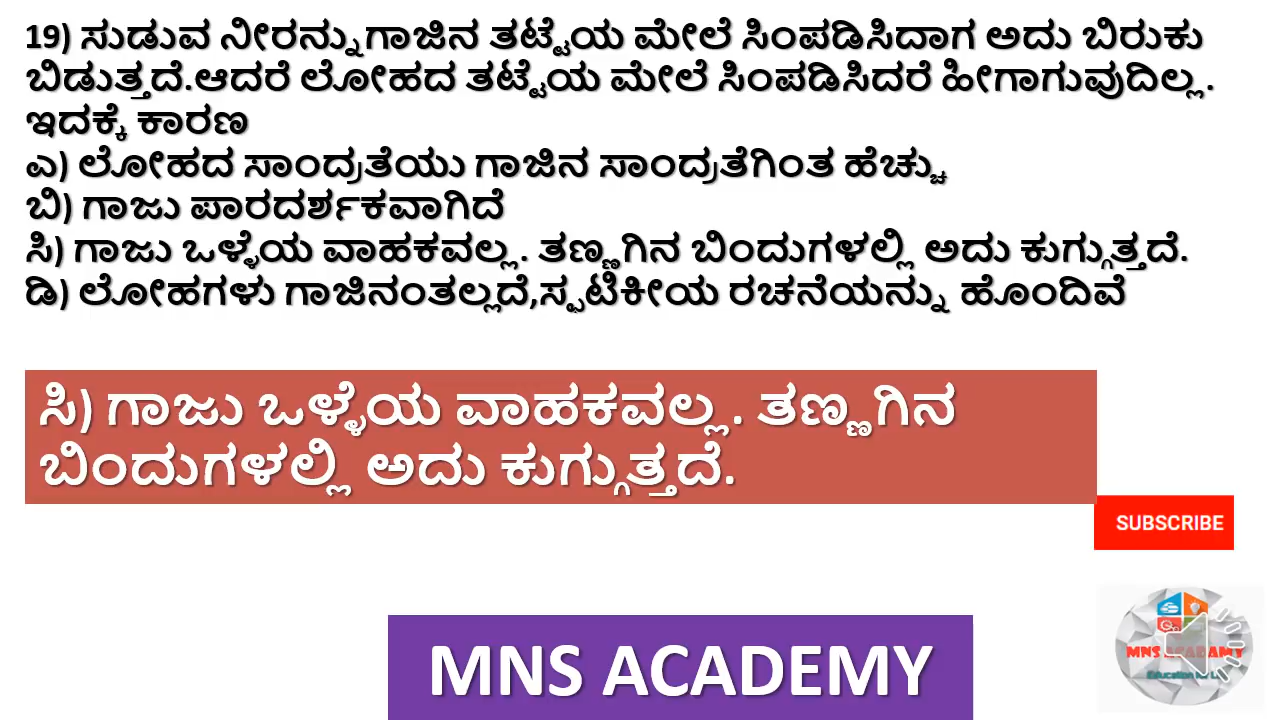 19) ಸುಡುವ ನೀರನ್ನುಗಾಜಿನ ತಟ್ಟೆಯ ಮೇಲೆ ಸಿಂಪಡಿಸಿದಾಗ ಅದು ಬಿರುಕು
ಬಿಡುತ್ತದೆ.ಆದರೆ ಲೋಹದ ತಟ್ಟೆಯ ಮೇಲೆ ಸಿಂಪಡಿಸಿದರೆ ಹೀಗಾಗುವುದಿಲ್ಲ.
ಇದಕ್ಕೆ ಕಾರಣ
ಎ) ಲೋಹದ ಸಾಂದ್ರತೆಯು ಗಾಜಿನ ಸಾಂದ್ರತೆಗಿಂತ ಹೆಚ್ಚು
ಬಿ) ಗಾಜು ಪಾರದರ್ಶಕವಾಗಿದೆ
ಸಿ) ಗಾಜು ಒಳ್ಳೆಯ ವಾಹಕವಲ್ಲ. ತಣ್ಣಗಿನ ಬಿಂದುಗಳಲ್ಲಿ ಅದು ಕುಗ್ಗುತ್ತದೆ.
ಡಿ) ಲೋಹಗಳು ಗಾಜಿನಂತಲ್ಲದೆ,ಸ್ಪಟಿಕೀಯ ರಚನೆಯನ್ನು ಹೊಂದಿವೆ
ಸಿ) ಗಾಜು ಒಳ್ಳೆಯ ವಾಹಕವಲ್ಲ. ತಣ್ಣಗಿನ
ಬಿಂದುಗಳಲ್ಲಿ ಅದು ಕುಗ್ಗುತ್ತದೆ.
SUBSCRIBE
MNS ACADEMY
MNS